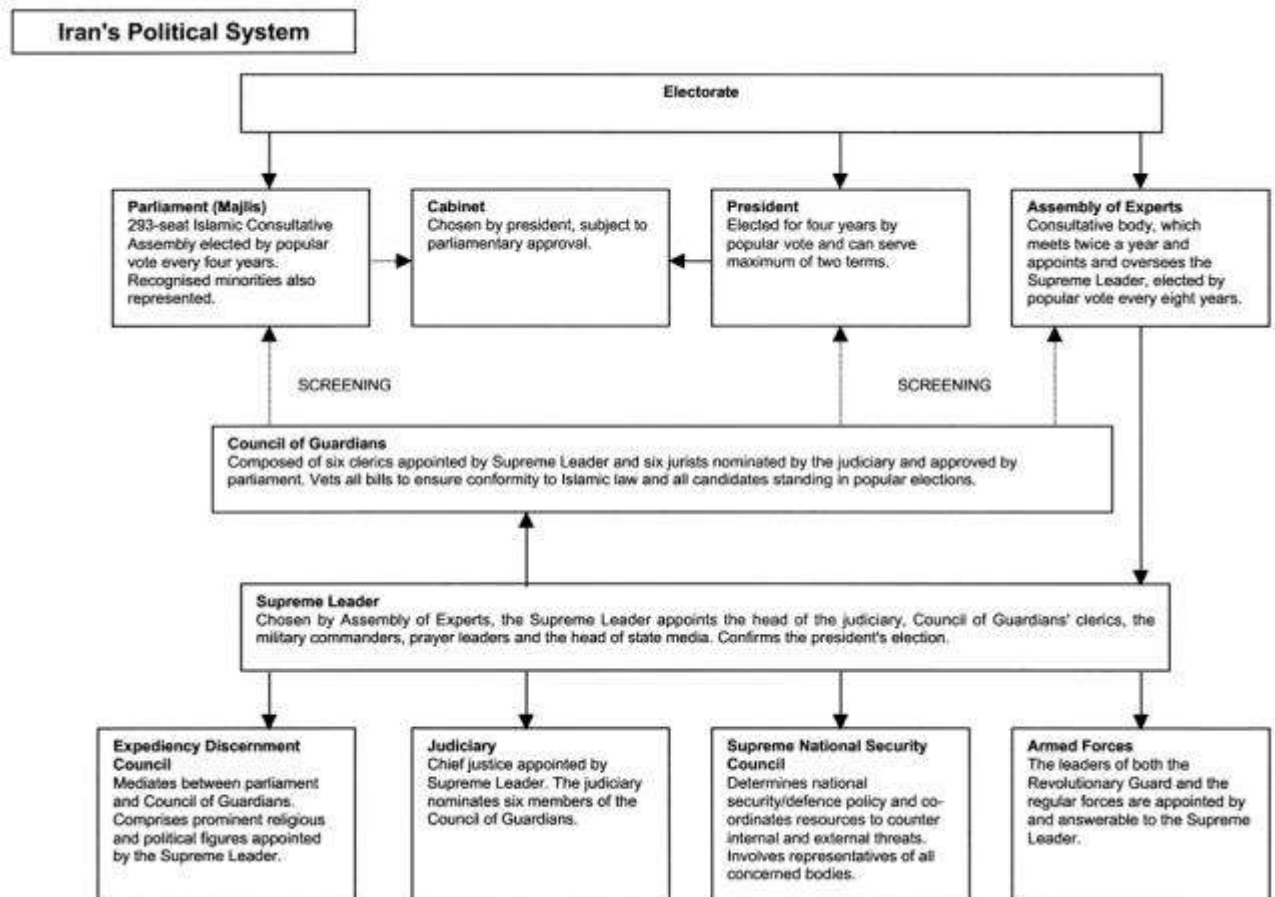 Iran's Political System
Electorate
Parliament (Majlis)
293-seat Islamic Consultative
Assembly elected by popular
vote every four years.
Recognised minorities also
represented.
Cabinet
Chosen by president, subject to
parliamentary approval.
President
Elected for four years by
popular vote and can serve
maximum of two terms.
Assembly of Experts
Consultative body, which
meets twice a year and
appoints and oversees the
Supreme Leader, elected by
popular vote every eight years.
SCREENING
SCREENING
Council of Guardians
Composed of six clerics appointed by Supreme Leader and six jurists nominated by the judiciary and approved by
parliament. Vets all bills to ensure conformity to Islamic law and all candidates standing in popular elections.
Supreme Leader
Chosen by Assembly of Experts, the Supreme Leader appoints the head of the judiciary, Council of Guardians' clerics, the
military commanders, prayer leaders and the head of state media. Confirms the president's election.
Expediency Discernment
Council
Mediates between parliament
and Council of Guardians.
Comprises prominent religious
and political figures appointed
by the Supreme Leader.
Judiciary
Chief justice appointed by
Supreme Leader. The judiciary
nominates six members of the
Council of Guardians.
Supreme National Security
Council
Determines national
security/defence policy and co-
ordinates resources to counter
internal and external threats.
Involves representatives of all
concerned bodies.
Armed Forces
The leaders of both the
Revolutionary Guard and the
regular forces are appointed by
and answerable to the Supreme
Leader.